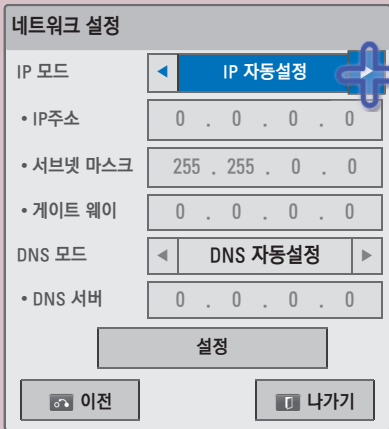 네트워크 설정
IP 모드 ◀ IP 자동설정 ▶
• IP주소 0 . 0 . 0 . 0
• 서브넷 마스크 255 . 255 . 0 . 0
• 게이트 웨이 0 . 0 . 0 . 0
DNS 모드 ◀ DNS 자동설정 ▶
• DNS 서버 0 . 0 . 0 . 0
설정
이전 나가기